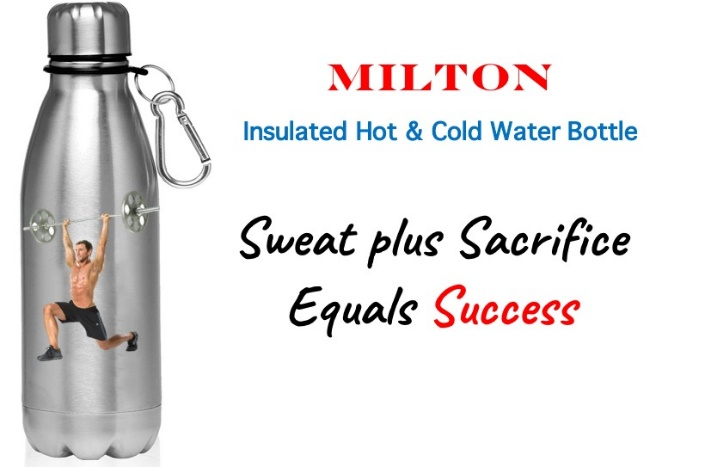 MILTON
Insulated Hot & Cold Water Bottle
Sweat plus Sacrifice
Equals Success